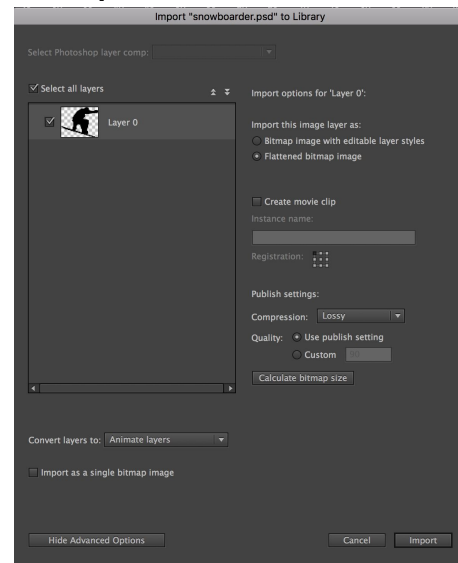 Import "snowboarder.psd" to Library
Select Photoshop layer comp:
Select all layers
Layer 0
Import options for 'Layer 0':
Import this image layer as:
Bitmap image with editable layer styles
Flattened bitmap image
Create movie clip
Instance name:
Registration:
Publish settings:
Compression: Lossy
Quality: Use publish setting
Custom
Calculate bitmap size
Convert layers to: Animate layers
Import as a single bitmap image
Hide Advanced Options
Cancel
Import